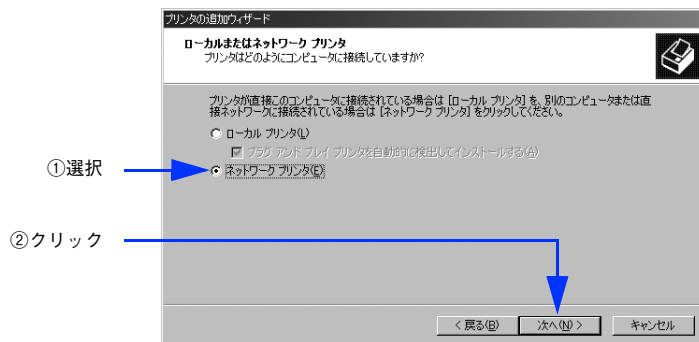 プリンタの追加ウィザード
ローカルまたはネットワーク プリンタ
プリンタはどのようにコンピュータに接続していますか?
プリンタが直接このコンピュータに接続されている場合は [ローカル プリンタ] を、別のコンピュータまたは直
接ネットワークに接続されている場合は [ネットワーク プリンタ] をクリックしてください。
ローカル プリンタ(L)
プラグ アンド プレイ プリンタを自動的に検出してインストールする(A)
①選択
ネットワーク プリンタ(E)
②クリック
< 戻る(B)
次へ(N) >
キャンセル